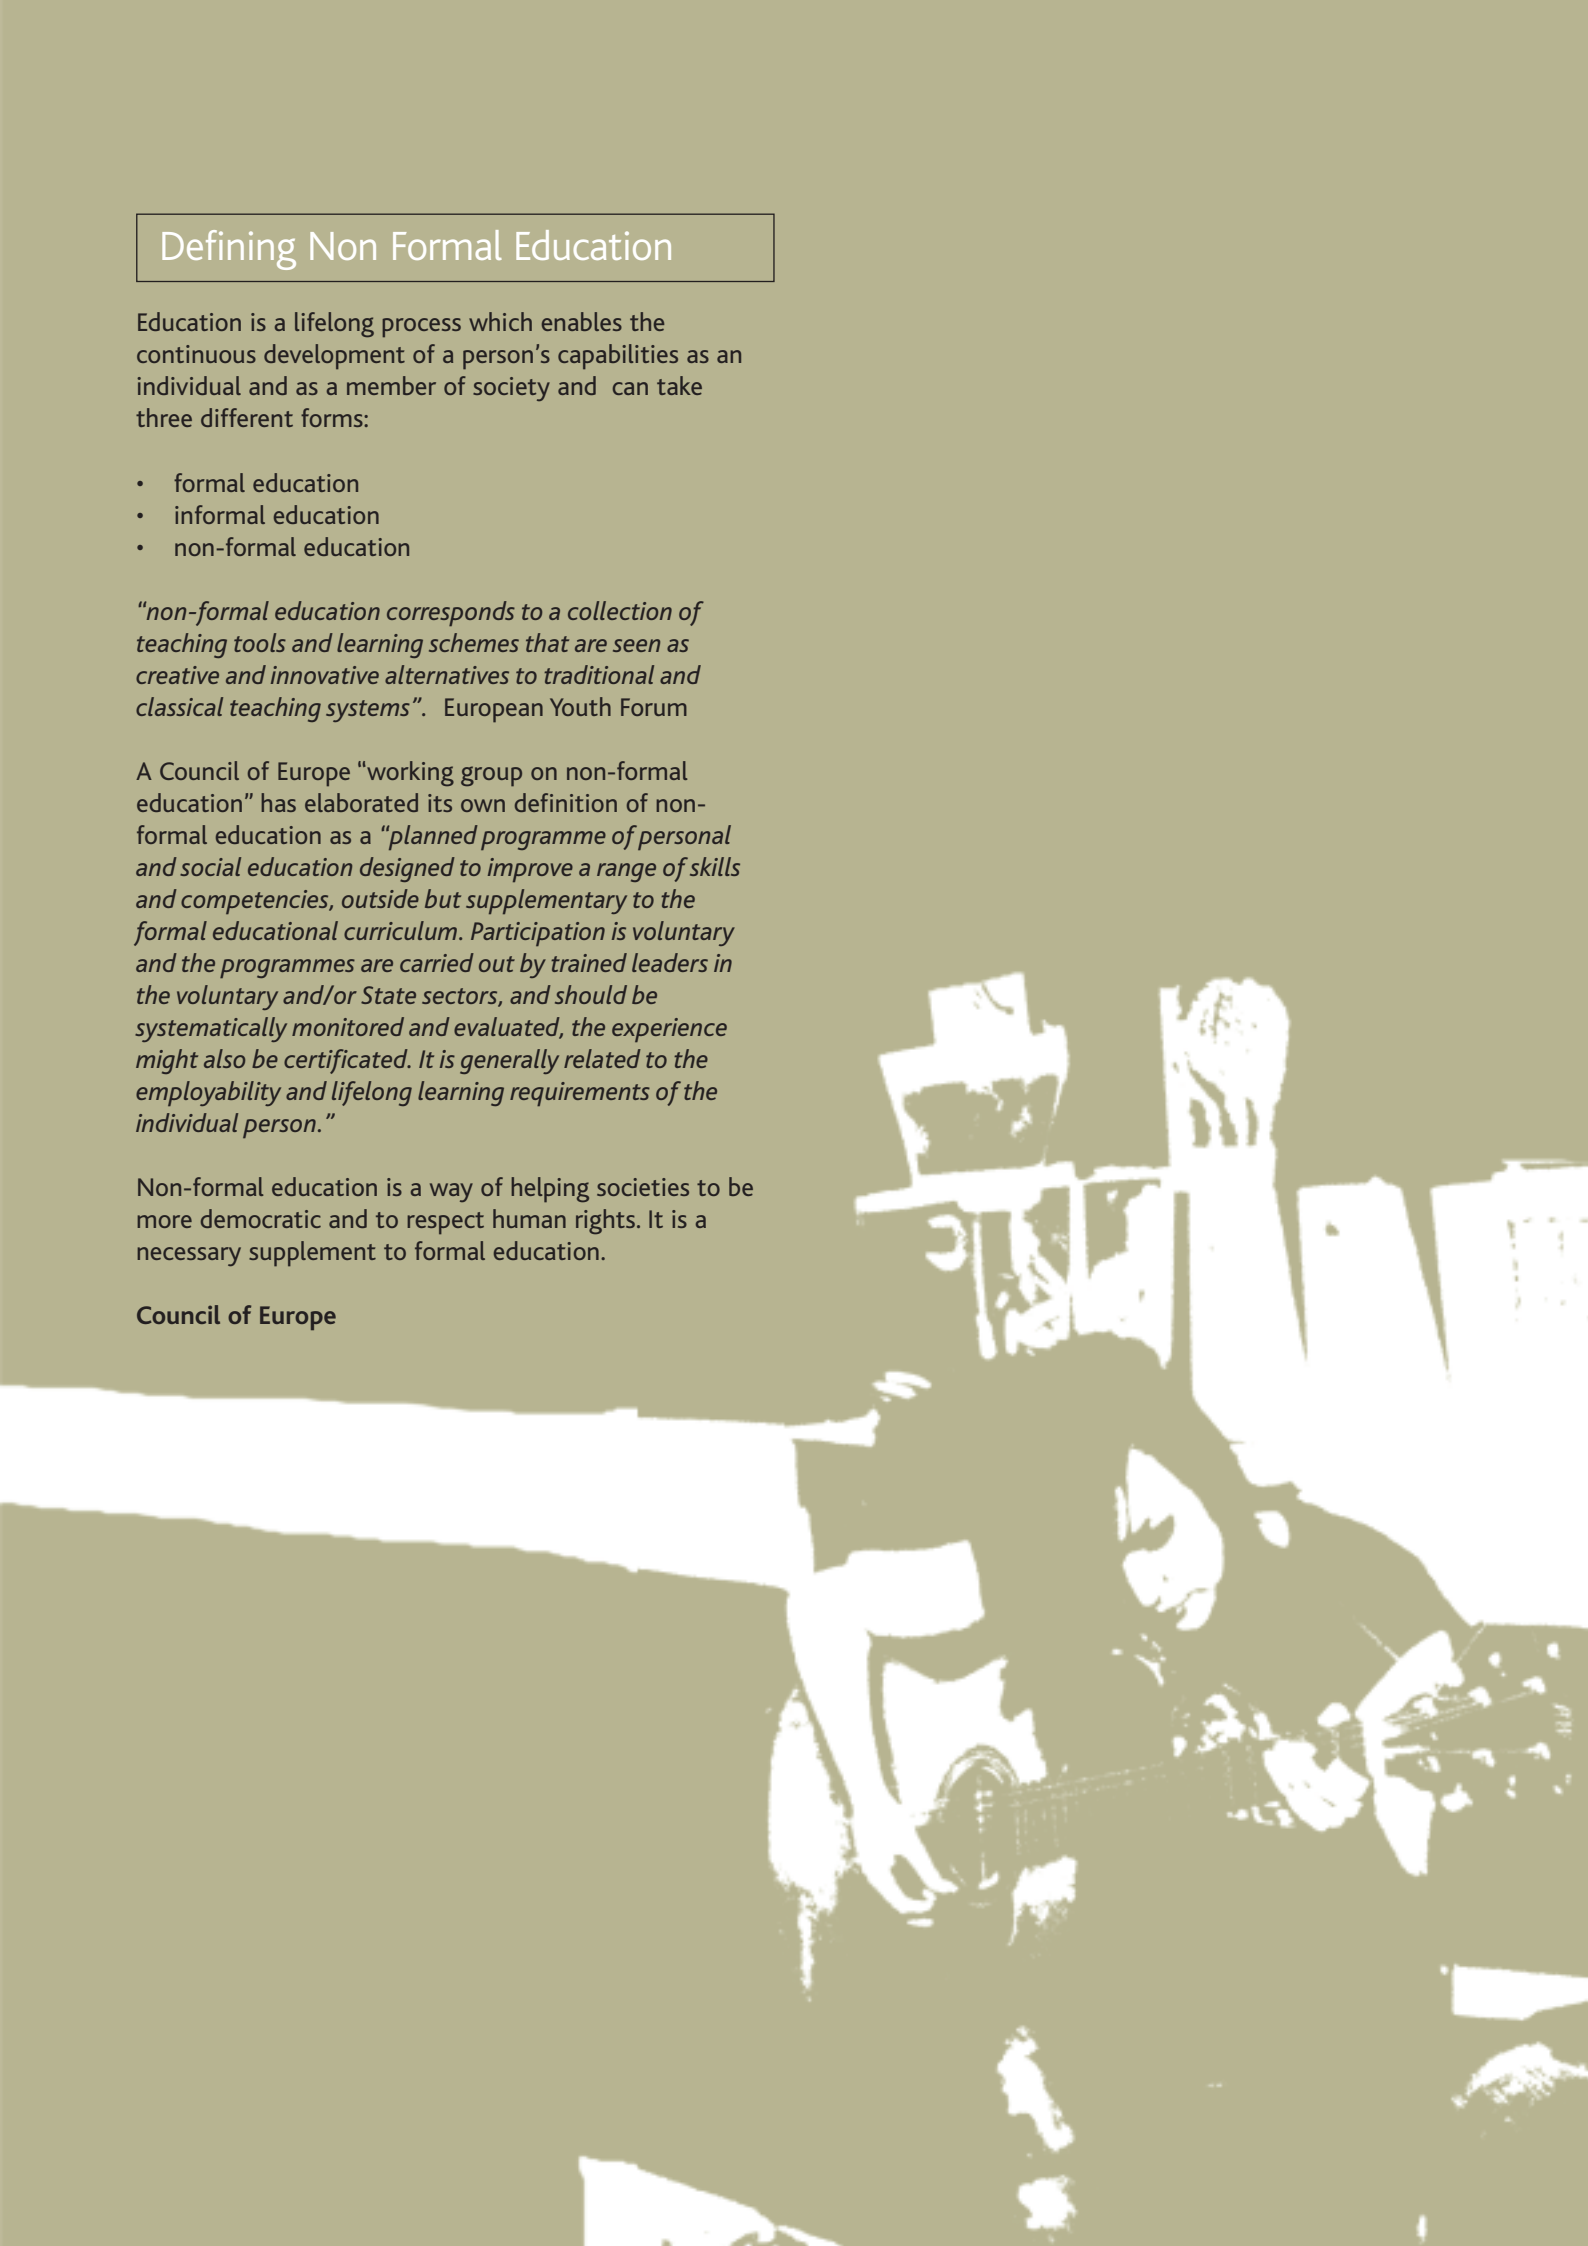 Defining Non Formal Education
Education is a lifelong process which enables the
continuous development of a person’s capabilities as an
individual and as a member of society and  can take
three different forms:
•   formal education
•   informal education
•   non-formal education
“non-formal education corresponds to a collection of
teaching tools and learning schemes that are seen as
creative and innovative alternatives to traditional and
classical teaching systems”.  European Youth Forum
A Council of Europe “working group on non-formal
education” has elaborated its own definition of non-
formal education as a “planned programme of personal
and social education designed to improve a range of skills
and competencies, outside but supplementary to the
formal educational curriculum. Participation is voluntary
and the programmes are carried out by trained leaders in
the voluntary and/or State sectors, and should be
systematically monitored and evaluated, the experience
might also be certificated. It is generally related to the
employability and lifelong learning requirements of the
individual person.”
Non-formal education is a way of helping societies to be
more democratic and to respect human rights. It is a
necessary supplement to formal education.
Council of Europe